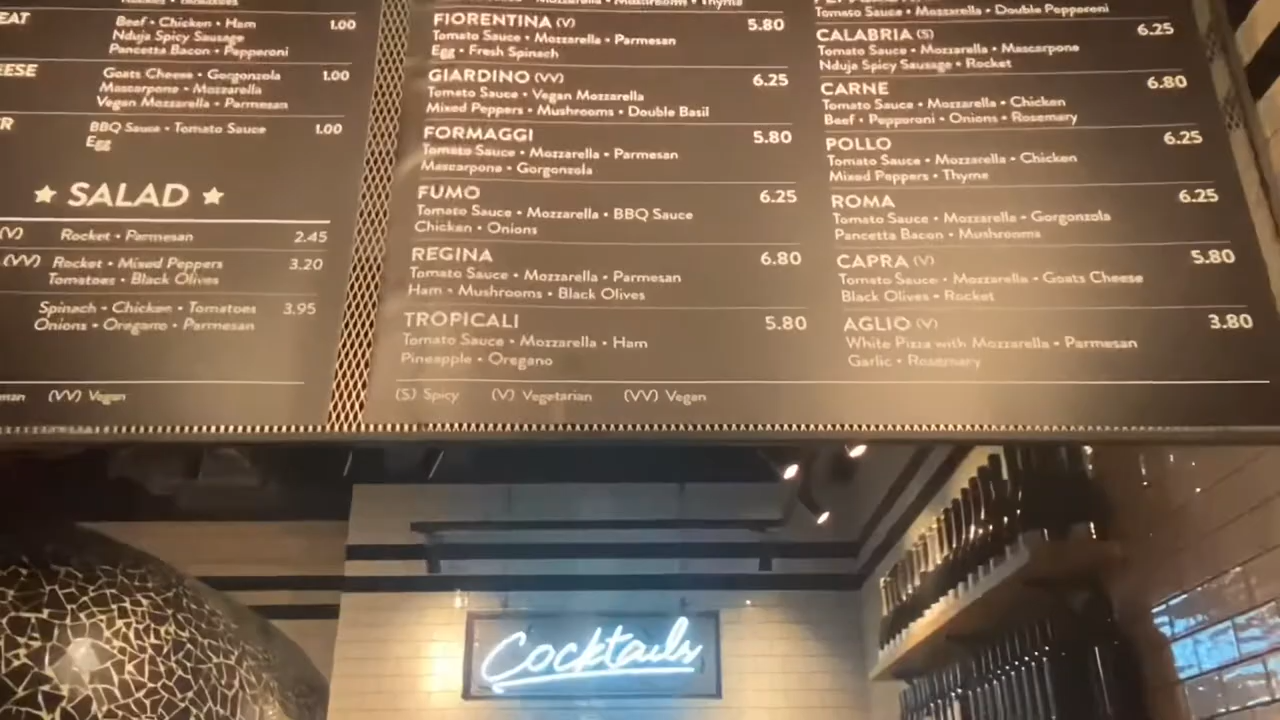 EAT Beef • Chicken • Ham 1.00
Nduja Spicy Sausage
Pancetta Bacon • Pepperoni
EESE Goats Cheese • Gorgonzola 1.00
Mascarpone • Mozzarella
Vegan Mozzarella • Parmesan
R BBQ Sauce • Tomato Sauce 1.00
Egg
★ SALAD ★
(V) Rocket • Parmesan 2.45
(VV) Rocket • Mixed Peppers 3.20
Tomatoes • Black Olives
Spinach • Chicken • Tomatoes 3.95
Onions • Oregano • Parmesan
(VV) Vegan
Mozzarella • Mushrooms • Thyme
FIORENTINA (V) 5.80
Tomato Sauce • Mozzarella • Parmesan
Egg • Fresh Spinach
GIARDINO (VV) 6.25
Tomato Sauce • Vegan Mozzarella
Mixed Peppers • Mushrooms • Double Basil
FORMAGGI 5.80
Tomato Sauce • Mozzarella • Parmesan
Mascarpone • Gorgonzola
FUMO 6.25
Tomato Sauce • Mozzarella • BBQ Sauce
Chicken • Onions
REGINA 6.80
Tomato Sauce • Mozzarella • Parmesan
Ham • Mushrooms • Black Olives
TROPICALI 5.80
Tomato Sauce • Mozzarella • Ham
Pineapple • Oregano
Tomato Sauce • Mozzarella • Double Pepperoni
CALABRIA (S) 6.25
Tomato Sauce • Mozzarella • Mascarpone
Nduja Spicy Sausage • Rocket
CARNE 6.80
Tomato Sauce • Mozzarella • Chicken
Beef • Pepperoni • Onions • Rosemary
POLLO 6.25
Tomato Sauce • Mozzarella • Chicken
Mixed Peppers • Thyme
ROMA 6.25
Tomato Sauce • Mozzarella • Gorgonzola
Pancetta Bacon • Mushrooms
CAPRA (V) 5.80
Tomato Sauce • Mozzarella • Goats Cheese
Black Olives • Rocket
AGLIO (V) 3.80
White Pizza with Mozzarella • Parmesan
Garlic • Rosemary
(S) Spicy (V) Vegetarian (VV) Vegan
Cocktails